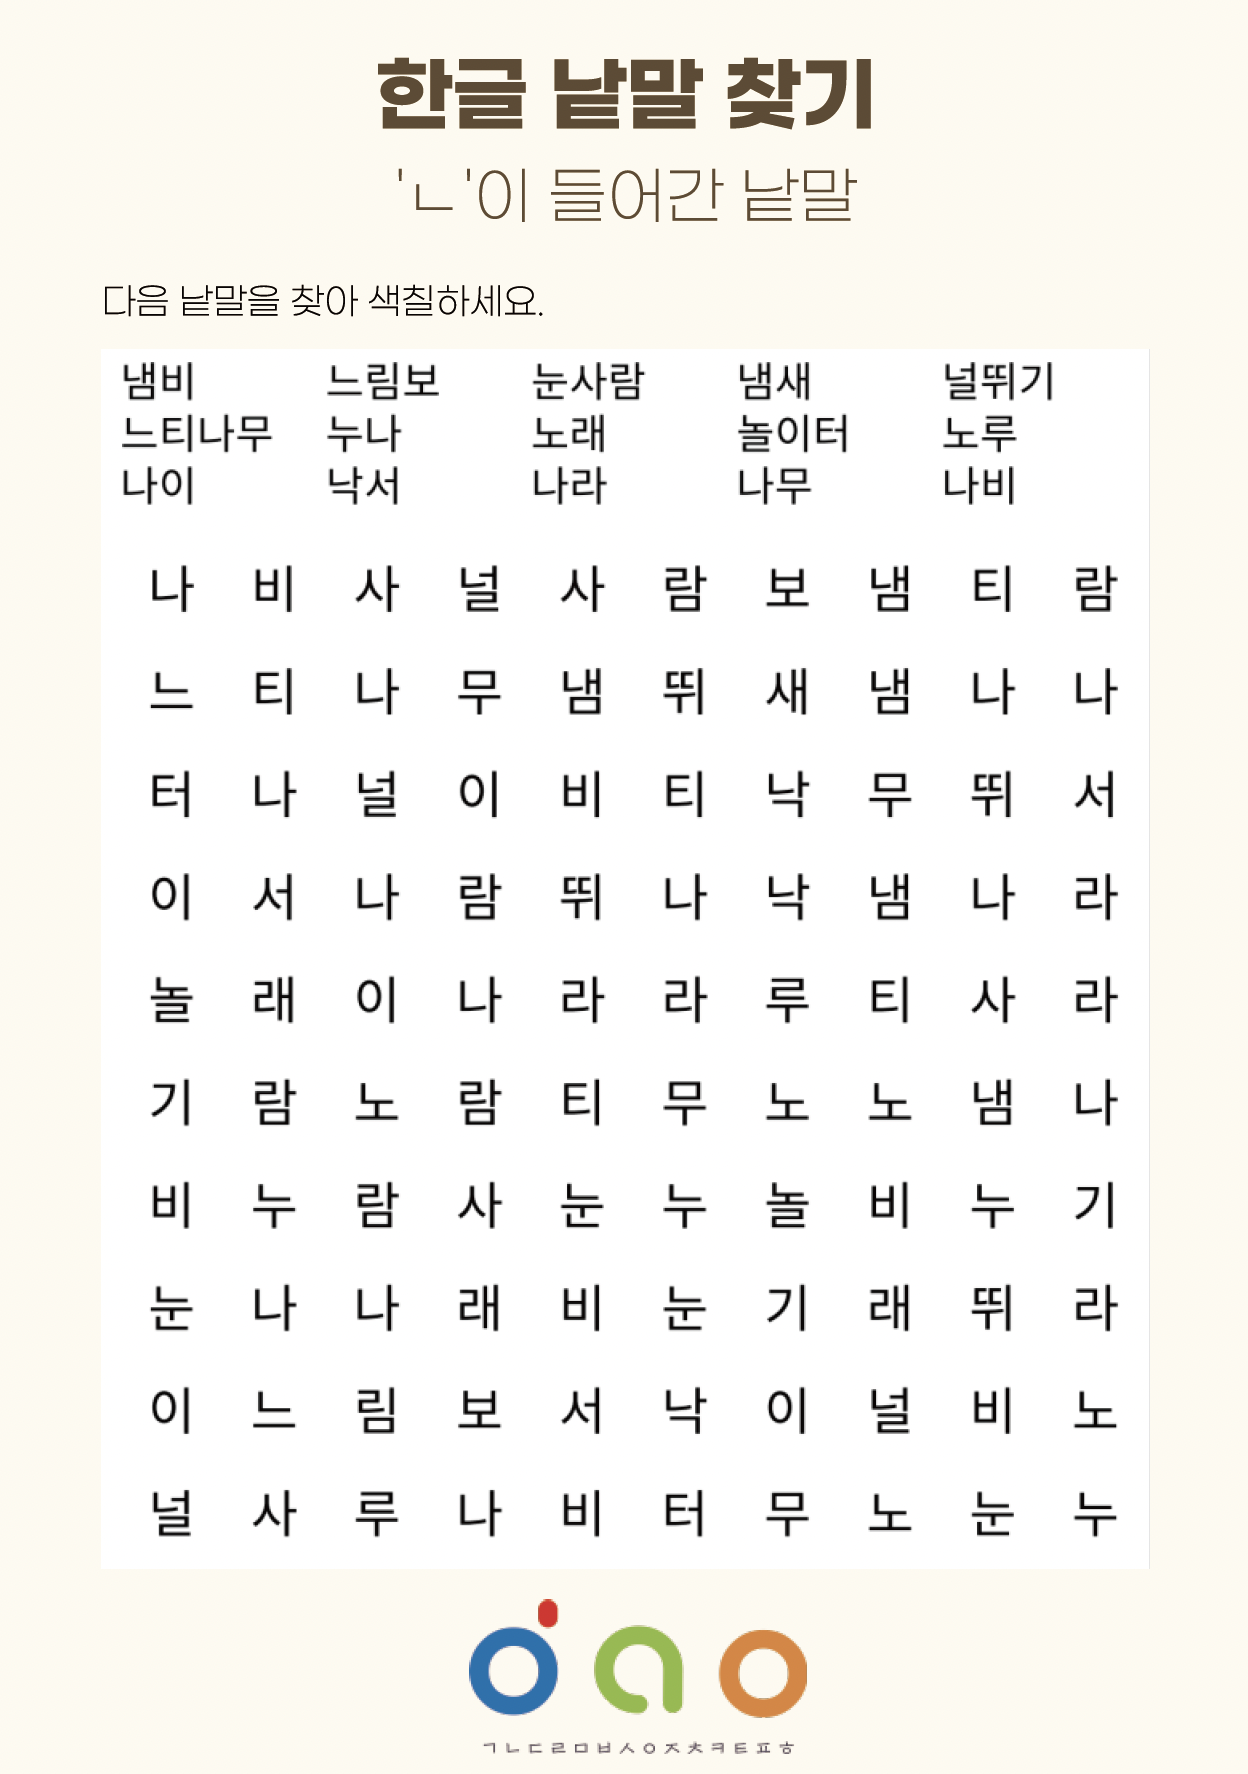 한글 낱말 찾기
'ㄴ'이 들어간 낱말
다음 낱말을 찾아 색칠하세요.
냄비 느림보 눈사람 냄새 널뛰기
느티나무 누나 노래 놀이터 노루
나이 낙서 나라 나무 나비
나 비 사 널 사 람 보 냄 티 람
느 티 나 무 냄 뛰 새 냄 나 나
터 나 널 이 비 티 낙 무 뛰 서
이 서 나 람 뛰 나 낙 냄 나 라
놀 래 이 나 라 라 루 티 사 라
기 람 노 람 티 무 노 노 냄 나
비 누 람 사 눈 누 놀 비 누 기
눈 나 나 래 비 눈 기 래 뛰 라
이 느 림 보 서 낙 이 널 비 노
널 사 루 나 비 터 무 노 눈 누
dao
ㄱㄴㄷㄹㅁㅂㅅㅇㅈㅊㅋㅌㅍㅎ